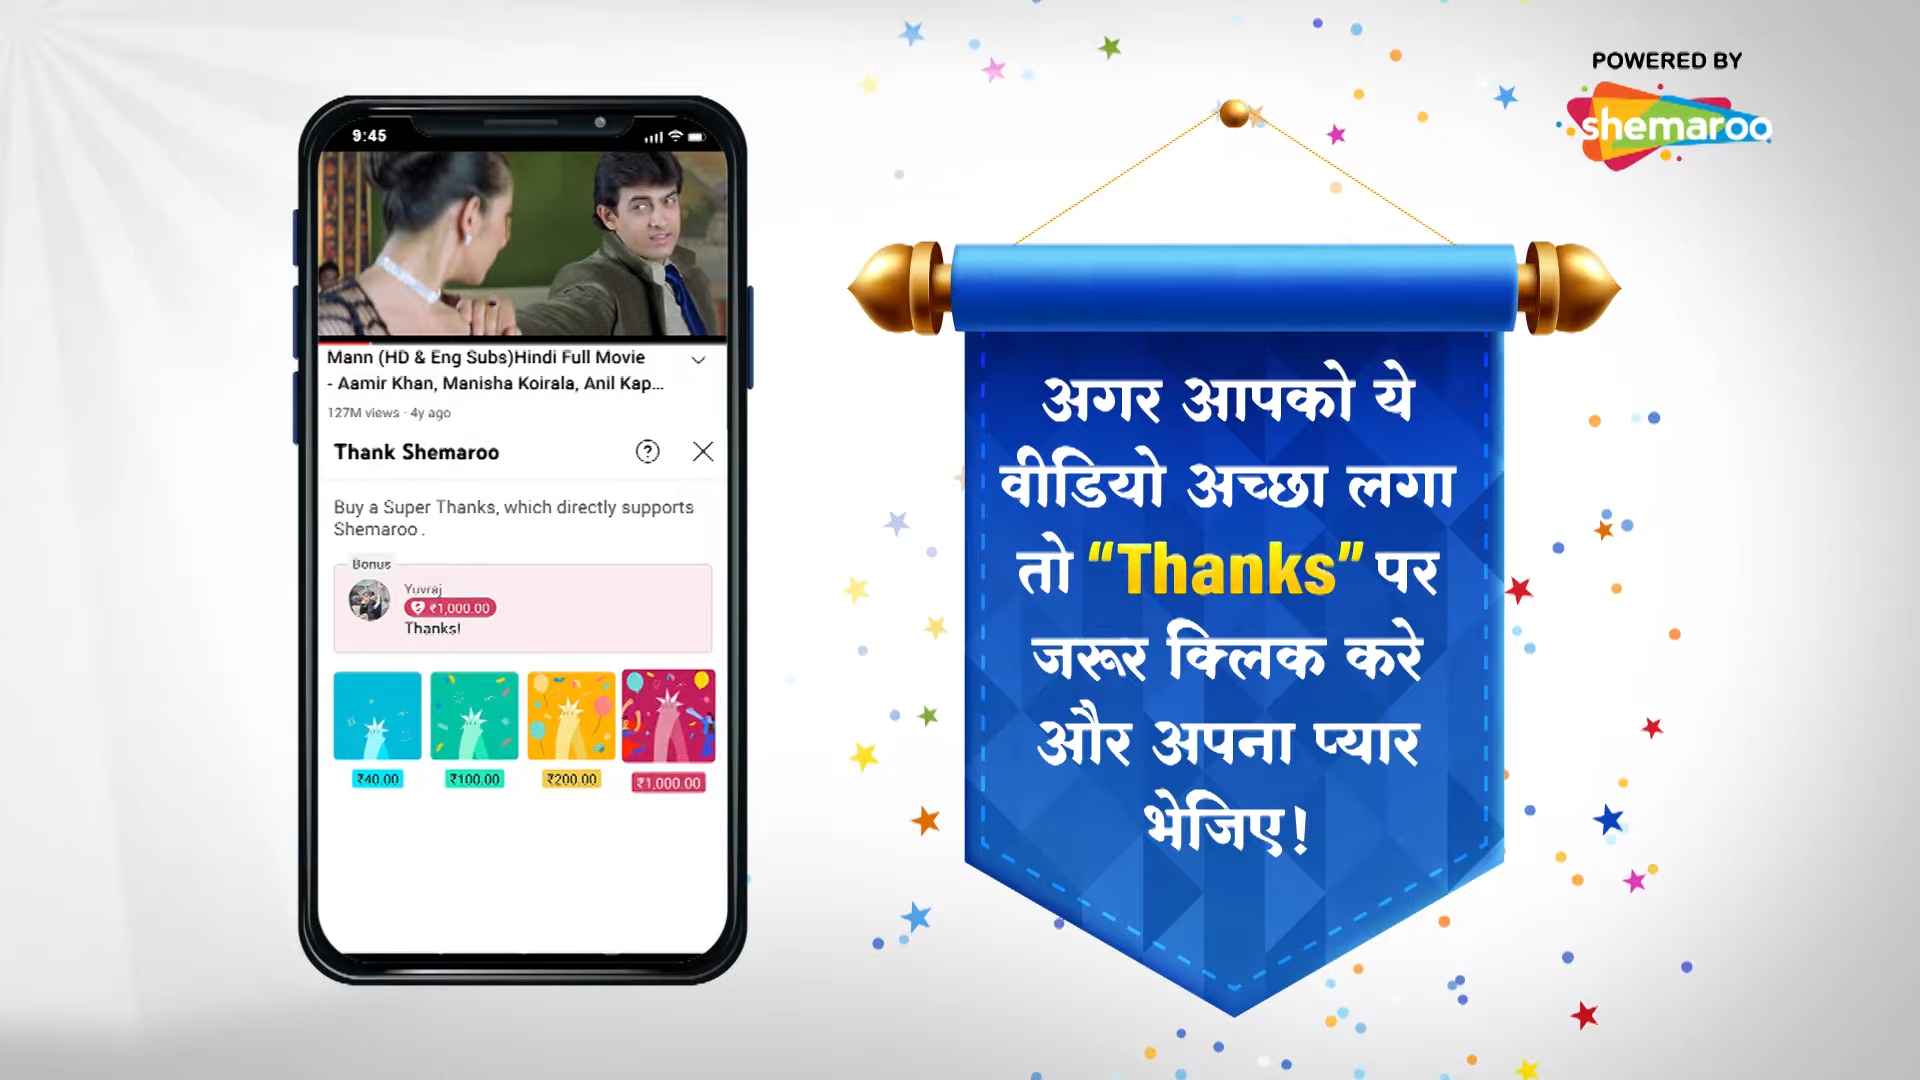 9:45
Mann (HD & Eng Subs)Hindi Full Movie
- Aamir Khan, Manisha Koirala, Anil Kap...
127M views · 4y ago
Thank Shemaroo
Buy a Super Thanks, which directly supports
Shemaroo .
Bonus
Yuvraj
₹1,000.00
Thanks!
₹40.00
₹100.00
₹200.00
₹1,000.00
POWERED BY
shemaroo
अगर आपको ये
वीडियो अच्छा लगा
तो “Thanks” पर
जरूर क्लिक करे
और अपना प्यार
भेजिए!